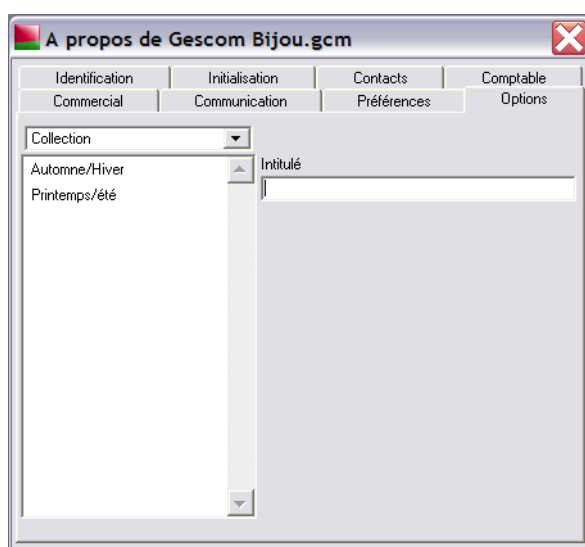 A propos de Gescom Bijou.gcm
Identification Initialisation Contacts Comptable
Commercial Communication Préférences Options
Collection
Automne/Hiver
Printemps/été
Intitulé